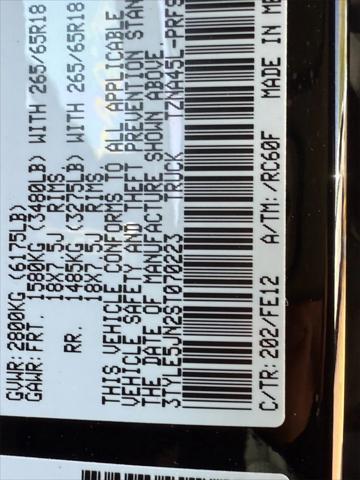 GVWR: 2800KG (6175LB)
GAWR: FRT. 1580KG (3480LB) WITH 265/65R18
18X7.5J RIMS
RR. 1485KG (3275LB) WITH 265/65R18
18X7.5J RIMS
THIS VEHICLE CONFORMS TO ALL APPLICABLE
VEHICLE SAFETY AND THEFT PREVENTION STAN
THE DATE OF MANUFACTURE SHOWN ABOVE.
3TYLE5JN2ST070223 TRUCK TZNA45L-PRFS
C/TR: 202/FE12 A/TM: /RC60F MADE IN ME